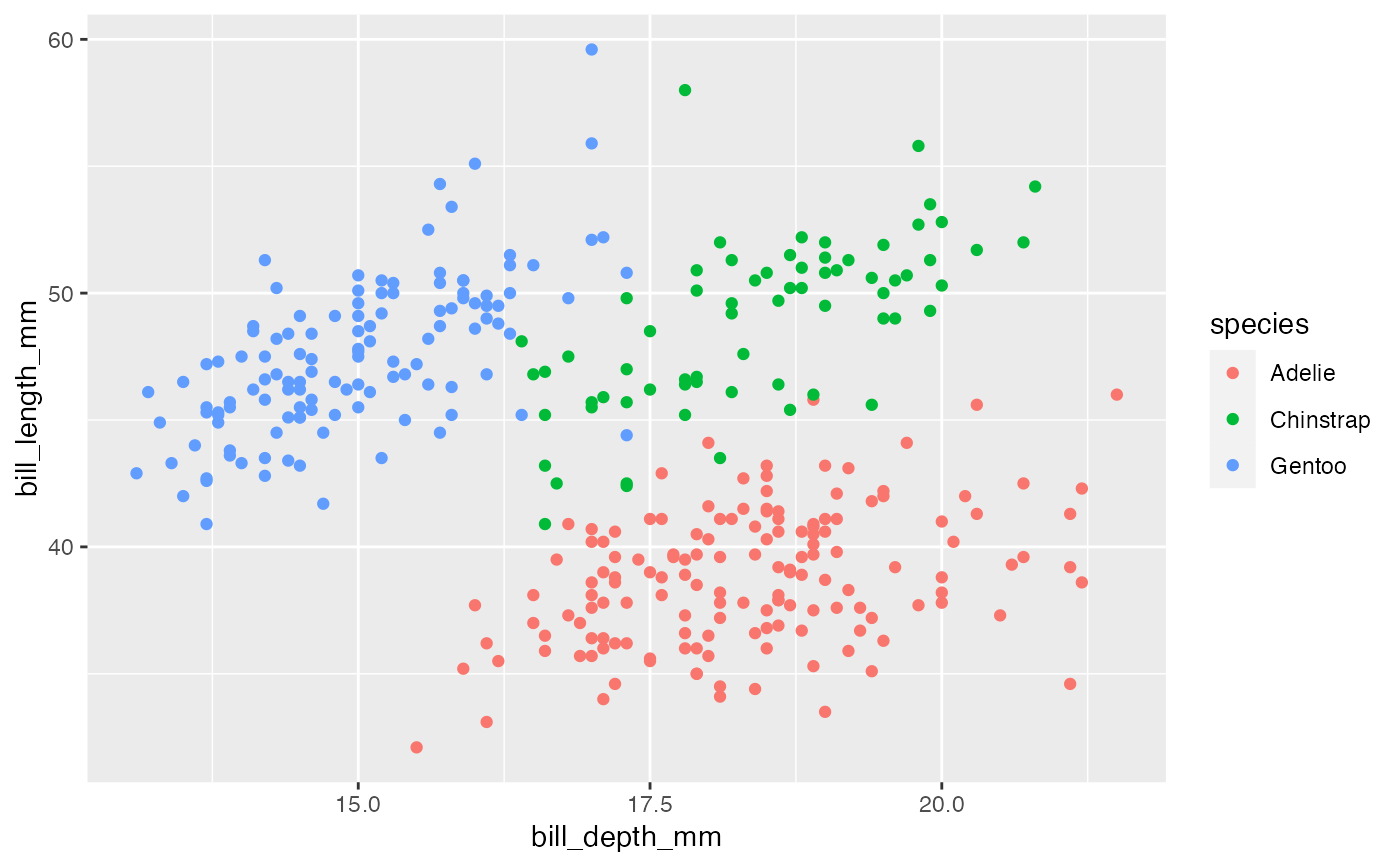 60
50
40
bill_length_mm
15.0
17.5
20.0
bill_depth_mm
species
Adelie
Chinstrap
Gentoo